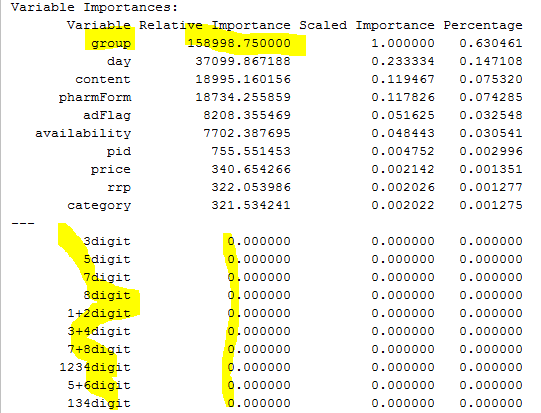 Variable Importances:
Variable Relative Importance Scaled Importance Percentage
group 158998.750000 1.000000 0.630461
day 37099.867188 0.233334 0.147108
content 18995.160156 0.119467 0.075320
pharmForm 18734.255859 0.117826 0.074285
adFlag 8208.355469 0.051625 0.032548
availability 7702.387695 0.048443 0.030541
pid 755.551453 0.004752 0.002996
price 340.654266 0.002142 0.001351
rrp 322.053986 0.002026 0.001277
category 321.534241 0.002022 0.001275
---
3digit 0.000000 0.000000 0.000000
5digit 0.000000 0.000000 0.000000
7digit 0.000000 0.000000 0.000000
8digit 0.000000 0.000000 0.000000
1+2digit 0.000000 0.000000 0.000000
3+4digit 0.000000 0.000000 0.000000
7+8digit 0.000000 0.000000 0.000000
1234digit 0.000000 0.000000 0.000000
5+6digit 0.000000 0.000000 0.000000
134digit 0.000000 0.000000 0.000000